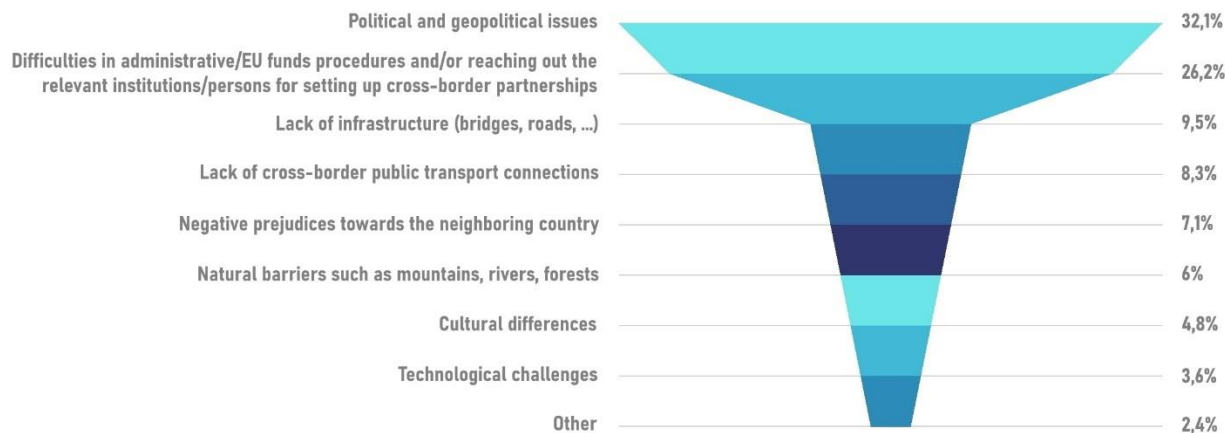 Political and geopolitical issues 32,1%
Difficulties in administrative/EU funds procedures and/or reaching out the
relevant institutions/persons for setting up cross-border partnerships 26,2%
Lack of infrastructure (bridges, roads, ...) 9,5%
Lack of cross-border public transport connections 8,3%
Negative prejudices towards the neighboring country 7,1%
Natural barriers such as mountains, rivers, forests 6%
Cultural differences 4,8%
Technological challenges 3,6%
Other 2,4%